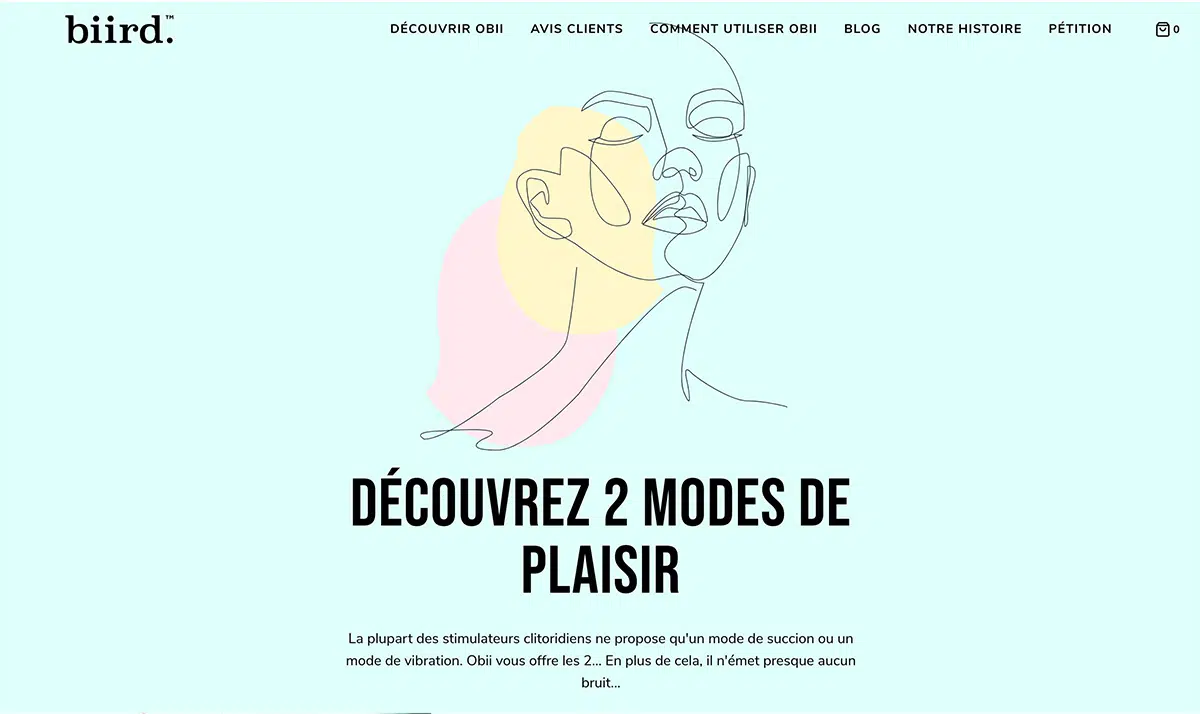 biird.™
DÉCOUVRIR OBII AVIS CLIENTS COMMENT UTILISER OBII BLOG NOTRE HISTOIRE PÉTITION 0
DÉCOUVREZ 2 MODES DE
PLAISIR
La plupart des stimulateurs clitoridiens ne propose qu'un mode de succion ou un
mode de vibration. Obii vous offre les 2... En plus de cela, il n'émet presque aucun
bruit...